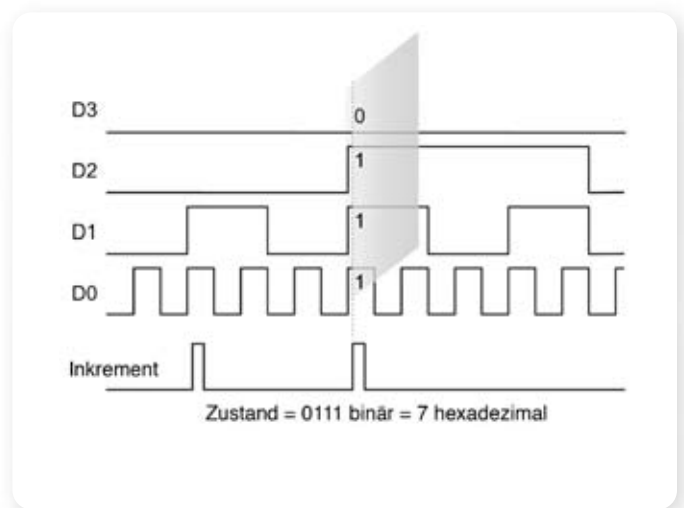 D3
0
D2
1
D1
1
D0
1
Inkrement
Zustand = 0111 binär = 7 hexadezimal